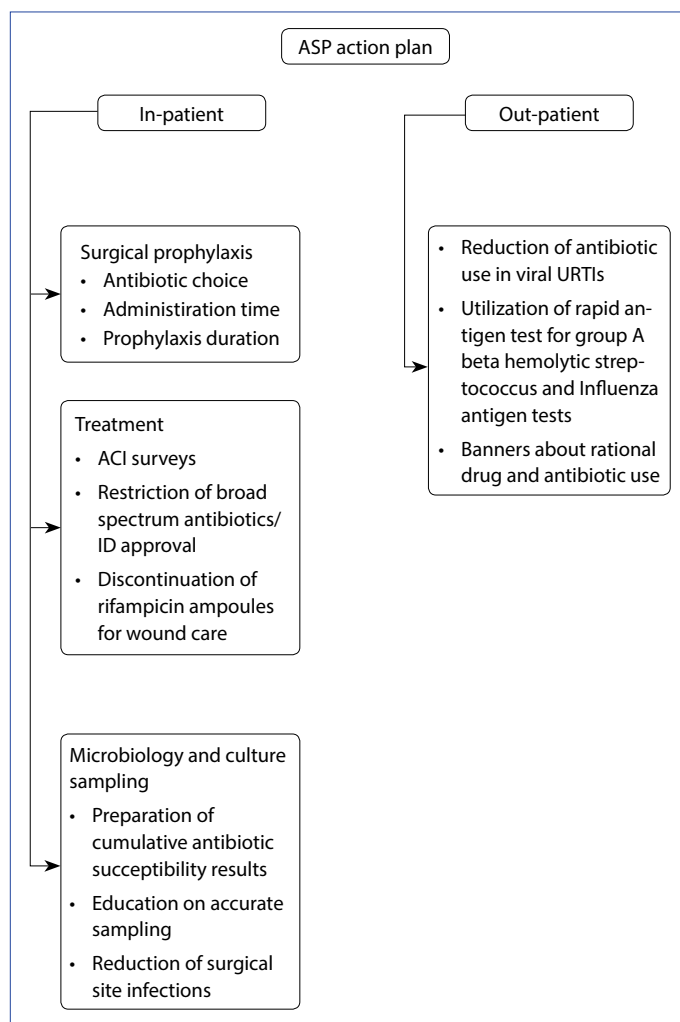 ASP action plan
In-patient
Surgical prophylaxis
• Antibiotic choice
• Administiration time
• Prophylaxis duration
Treatment
• ACI surveys
• Restriction of broad
spectrum antibiotics/
ID approval
• Discontinuation of
rifampicin ampoules
for wound care
Microbiology and culture
sampling
• Preparation of
cumulative antibiotic
succeptibility results
• Education on accurate
sampling
• Reduction of surgical
site infections
Out-patient
• Reduction of antibiotic
use in viral URTIs
• Utilization of rapid an-
tigen test for group A
beta hemolytic strep-
tococcus and Influenza
antigen tests
• Banners about rational
drug and antibiotic use